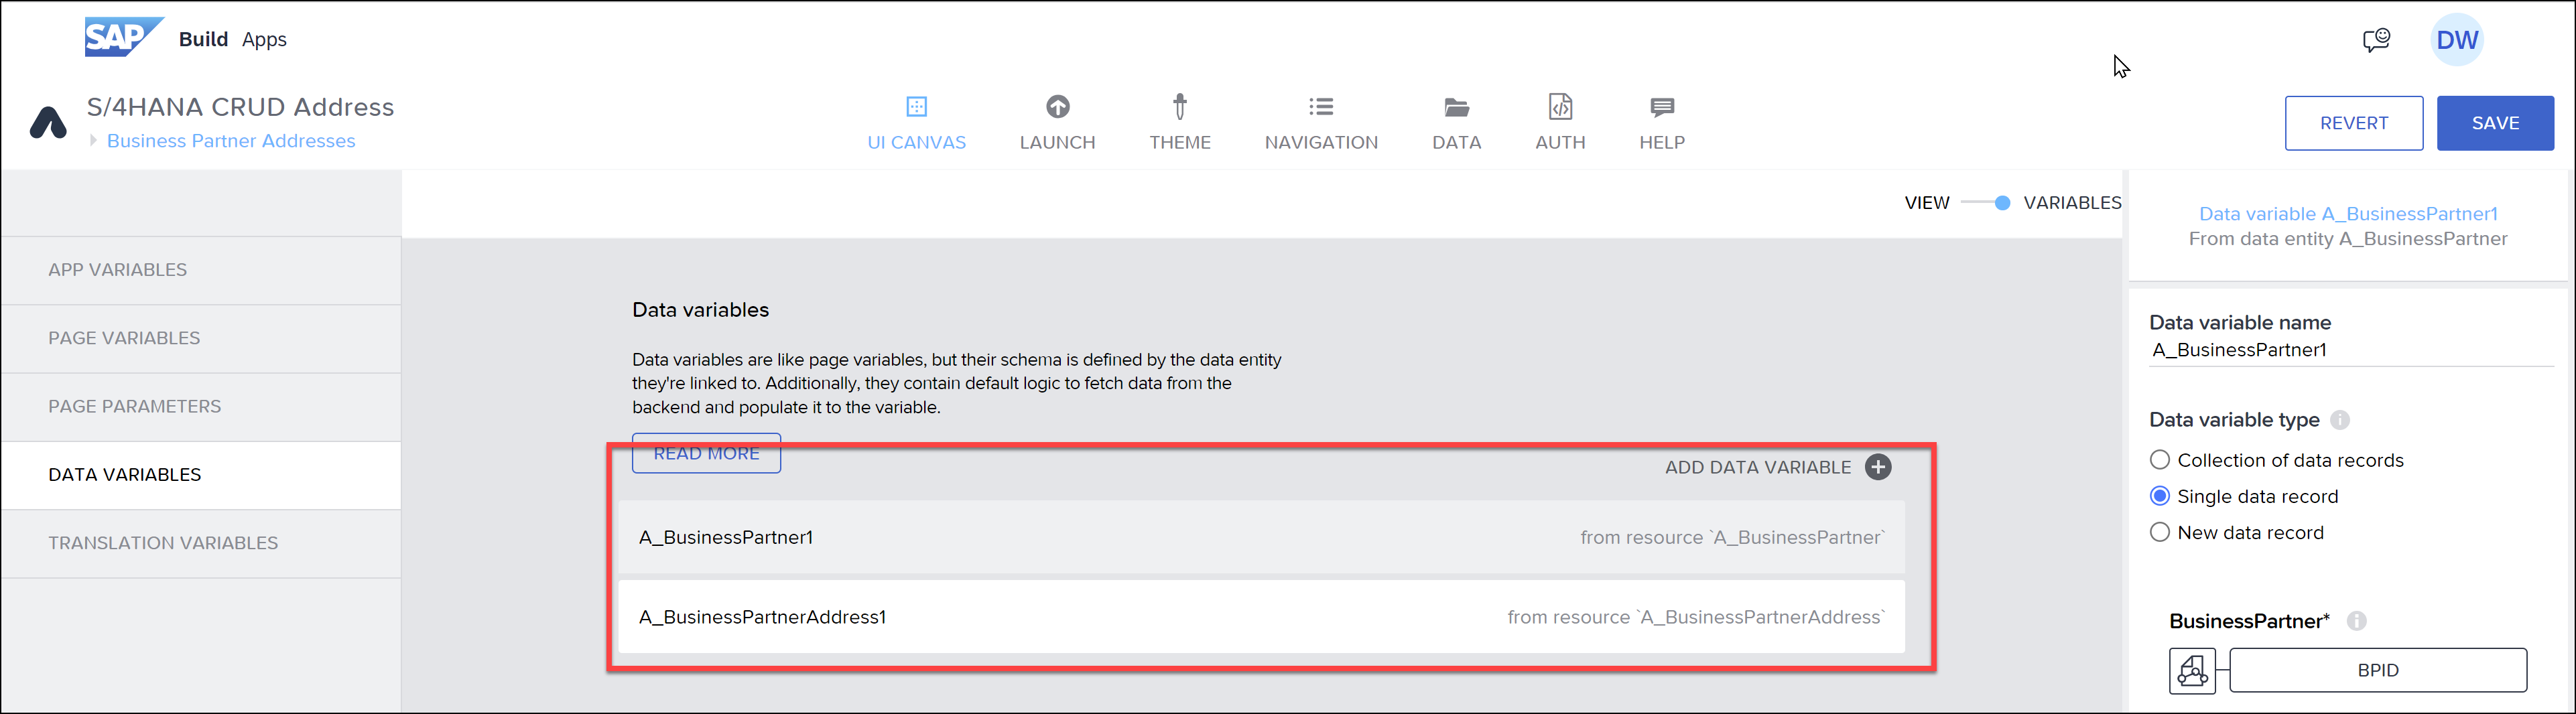 SAP Build Apps
DW
S/4HANA CRUD Address
Business Partner Addresses
UI CANVAS
LAUNCH
THEME
NAVIGATION
DATA
AUTH
HELP
REVERT
SAVE
VIEW
VARIABLES
APP VARIABLES
PAGE VARIABLES
PAGE PARAMETERS
DATA VARIABLES
TRANSLATION VARIABLES
Data variables
Data variables are like page variables, but their schema is defined by the data entity
they're linked to. Additionally, they contain default logic to fetch data from the
backend and populate it to the variable.
READ MORE
ADD DATA VARIABLE
A_BusinessPartner1
from resource `A_BusinessPartner`
A_BusinessPartnerAddress1
from resource `A_BusinessPartnerAddress`
Data variable A_BusinessPartner1
From data entity A_BusinessPartner
Data variable name
A_BusinessPartner1
Data variable type
Collection of data records
Single data record
New data record
BusinessPartner*
BPID